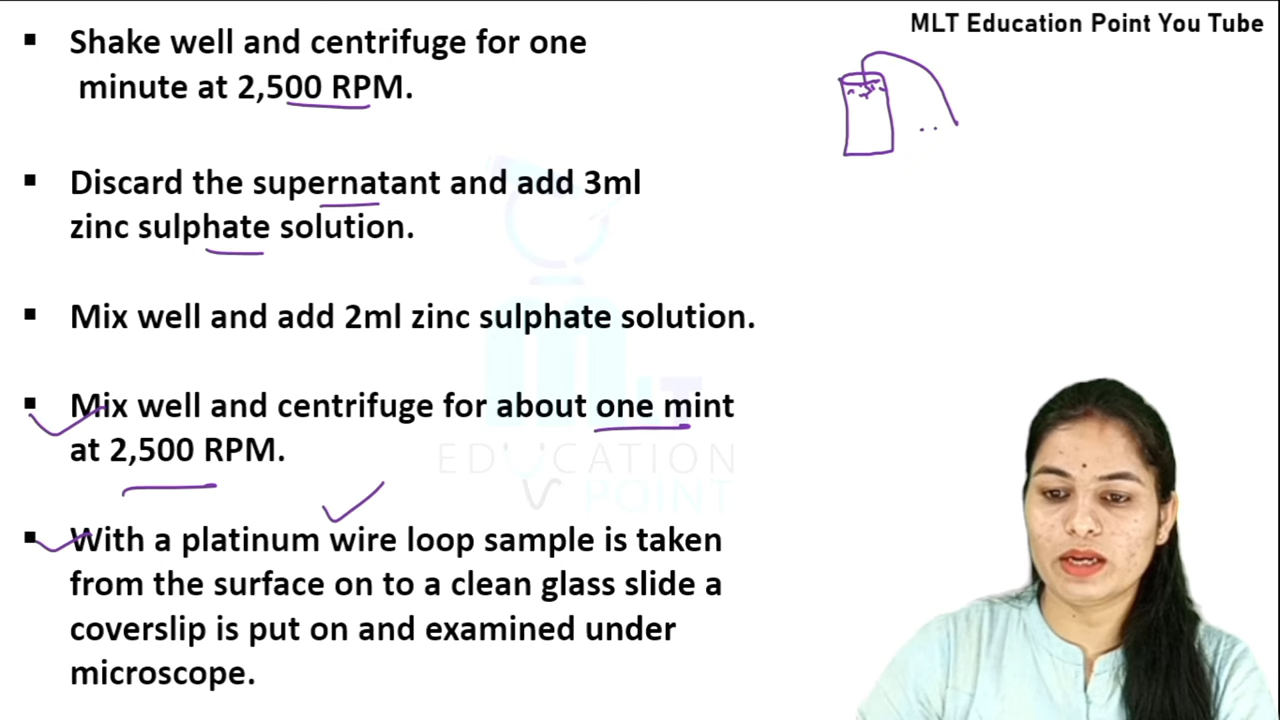 MLT Education Point You Tube
▪ Shake well and centrifuge for one
minute at 2,500 RPM.
▪ Discard the supernatant and add 3ml
zinc sulphate solution.
▪ Mix well and add 2ml zinc sulphate solution.
▪ Mix well and centrifuge for about one mint
at 2,500 RPM.
▪ With a platinum wire loop sample is taken
from the surface on to a clean glass slide a
coverslip is put on and examined under
microscope.
EDUCATION
POINT